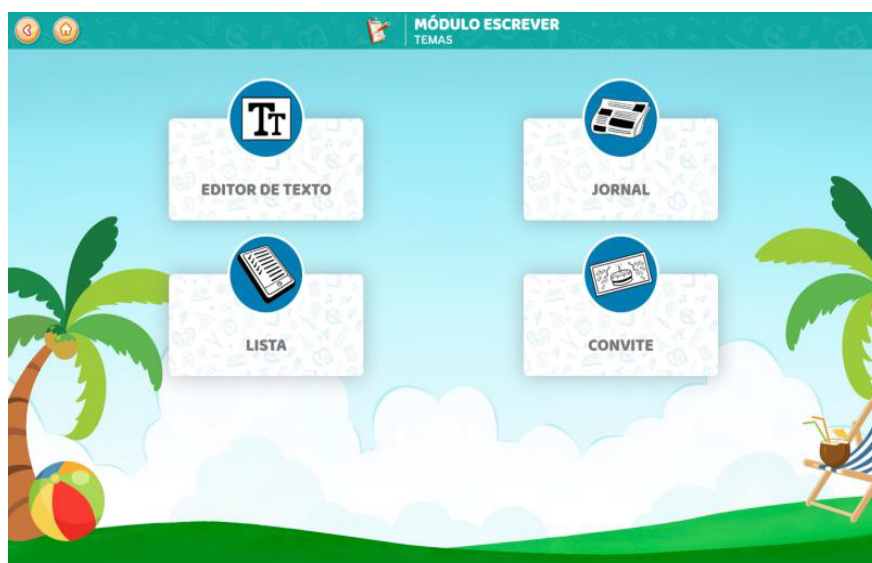 MÓDULO ESCREVER
TEMAS
Tt
EDITOR DE TEXTO
JORNAL
LISTA
CONVITE